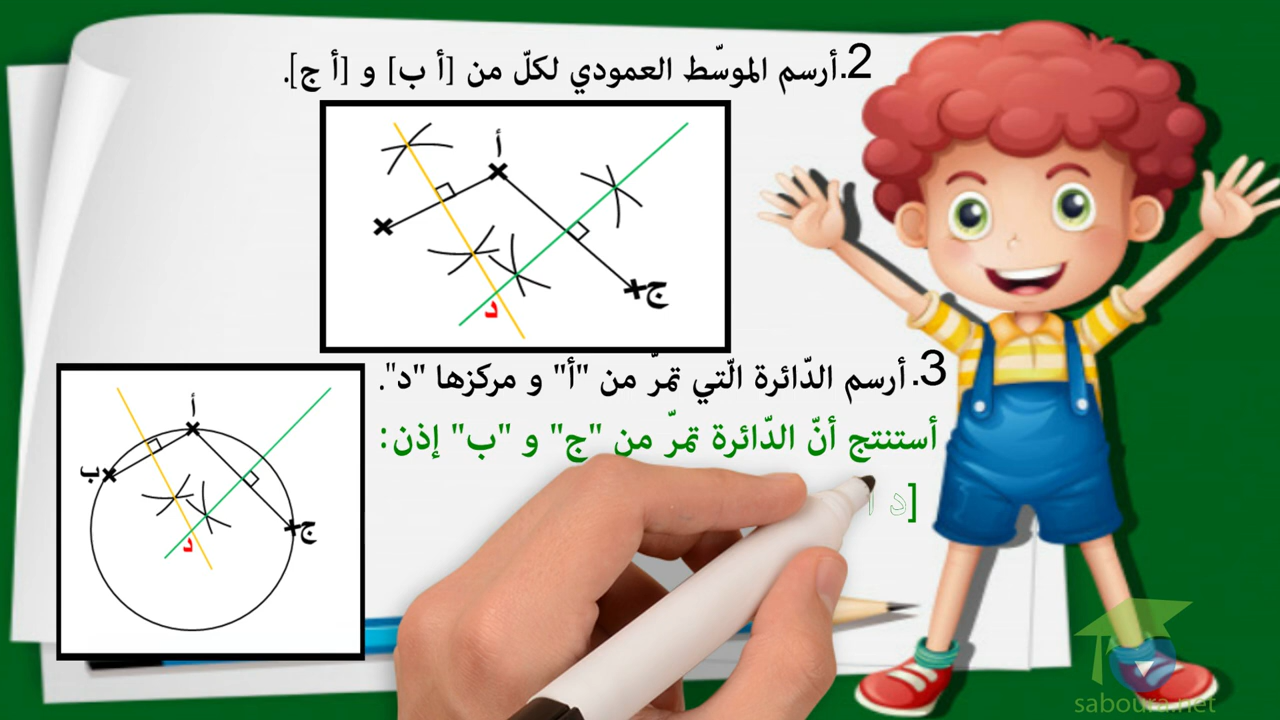 2.أرسم الموسّط العمودي لكلّ من [أ ب] و [أ ج].
أ
ج
د
3.أرسم الدّائرة الّتي تمرّ من "أ" و مركزها "د".
أستنتج أنّ الدّائرة تمرّ من "ج" و "ب" إذن:
[د أ
أ
ب
ج
د
saboura.net